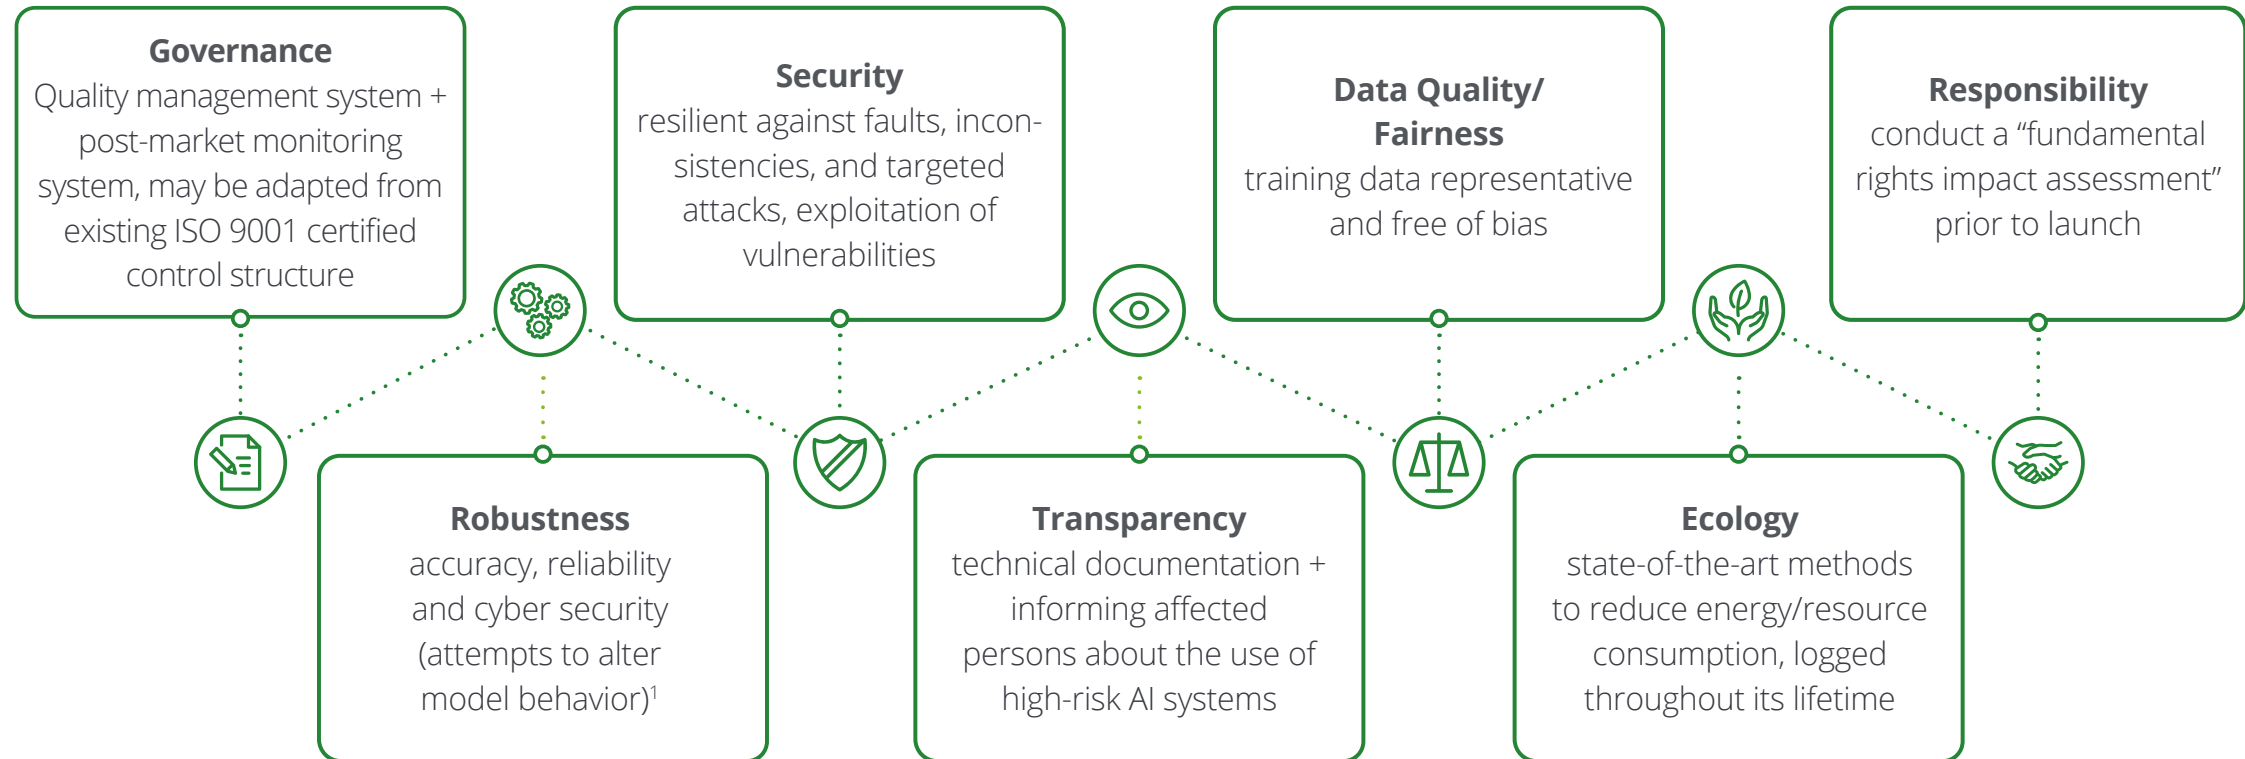 Governance
Quality management system +
post-market monitoring
system, may be adapted from
existing ISO 9001 certified
control structure
Robustness
accuracy, reliability
and cyber security
(attempts to alter
model behavior)¹
Security
resilient against faults, incon-
sistencies, and targeted
attacks, exploitation of
vulnerabilities
Transparency
technical documentation +
informing affected
persons about the use of
high-risk AI systems
Data Quality/
Fairness
training data representative
and free of bias
Ecology
state-of-the-art methods
to reduce energy/resource
consumption, logged
throughout its lifetime
Responsibility
conduct a “fundamental
rights impact assessment”
prior to launch